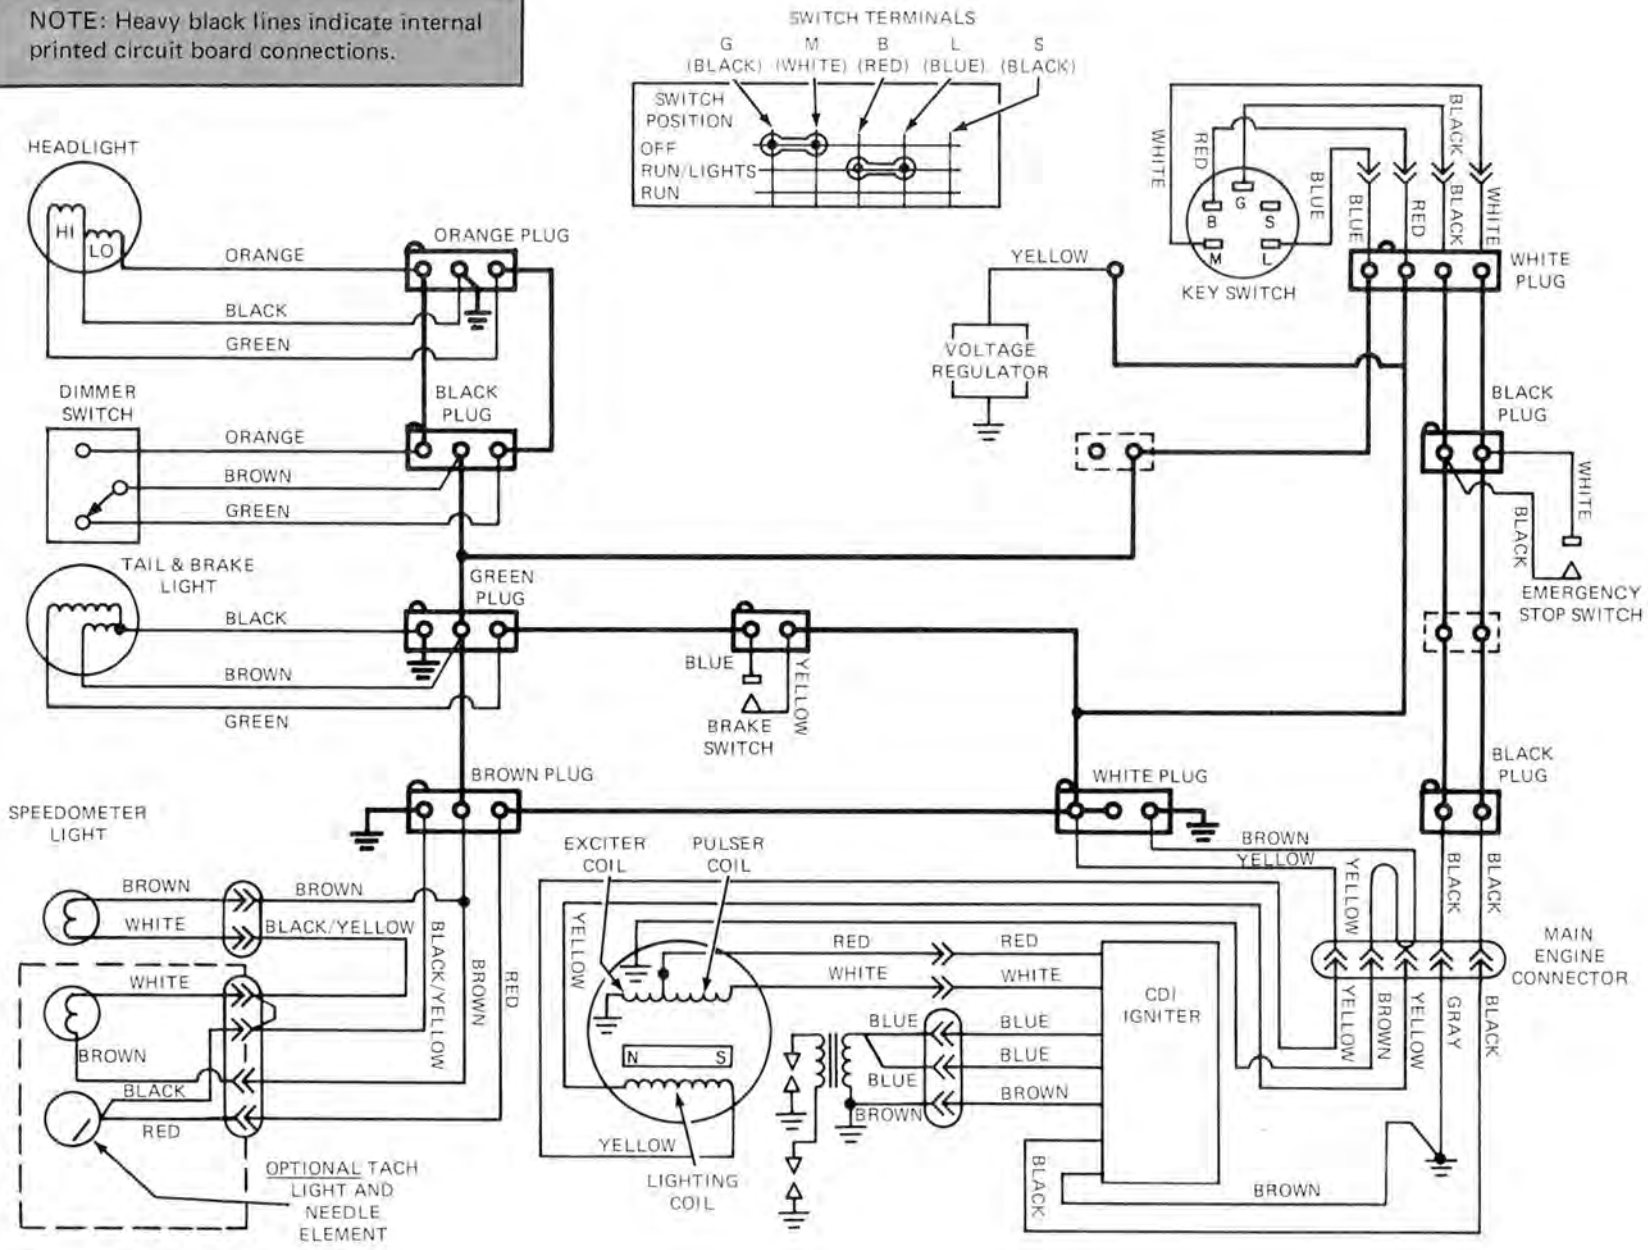 NOTE: Heavy black lines indicate internal
printed circuit board connections.
SWITCH TERMINALS
G M B L S
(BLACK) (WHITE) (RED) (BLUE) (BLACK)
SWITCH
POSITION
OFF
RUN/LIGHTS
RUN
HEADLIGHT
HI
LO
ORANGE
BLACK
GREEN
ORANGE PLUG
DIMMER
SWITCH
BLACK
PLUG
ORANGE
BROWN
GREEN
TAIL & BRAKE
LIGHT
GREEN
PLUG
BLACK
BROWN
GREEN
BLUE
YELLOW
BRAKE
SWITCH
YELLOW
VOLTAGE
REGULATOR
WHITE
RED
BLACK
BLUE
B
G
S
M
L
KEY SWITCH
BLUE
RED
BLACK
WHITE
WHITE
PLUG
BLACK
PLUG
WHITE
BLACK
EMERGENCY
STOP SWITCH
BLACK
PLUG
BROWN PLUG
WHITE PLUG
SPEEDOMETER
LIGHT
BROWN
WHITE
BROWN
BLACK/YELLOW
BLACK/YELLOW
BROWN
RED
WHITE
BROWN
BLACK
RED
OPTIONAL TACH
LIGHT AND
NEEDLE
ELEMENT
EXCITER
COIL
PULSER
COIL
YELLOW
N S
YELLOW
LIGHTING
COIL
RED
WHITE
RED
WHITE
BLUE
BLUE
BROWN
BLUE
BLUE
BROWN
CDI
IGNITER
BLACK
BROWN
BROWN
YELLOW
YELLOW
BLACK
BLACK
MAIN
ENGINE
CONNECTOR
YELLOW
BROWN
YELLOW
GRAY
BLACK